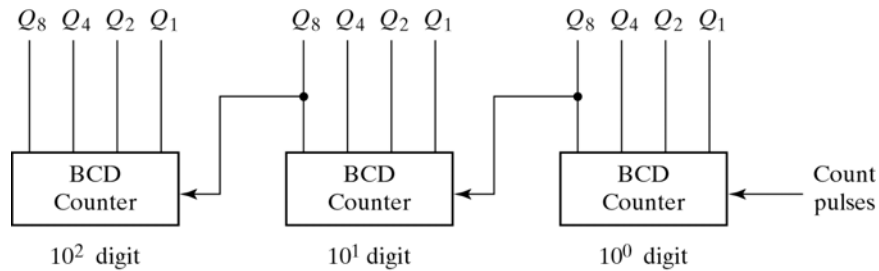 Q₈ Q₄ Q₂ Q₁ Q₈ Q₄ Q₂ Q₁ Q₈ Q₄ Q₂ Q₁
BCD
Counter
BCD
Counter
BCD
Counter
Count
pulses
10² digit
10¹ digit
10⁰ digit